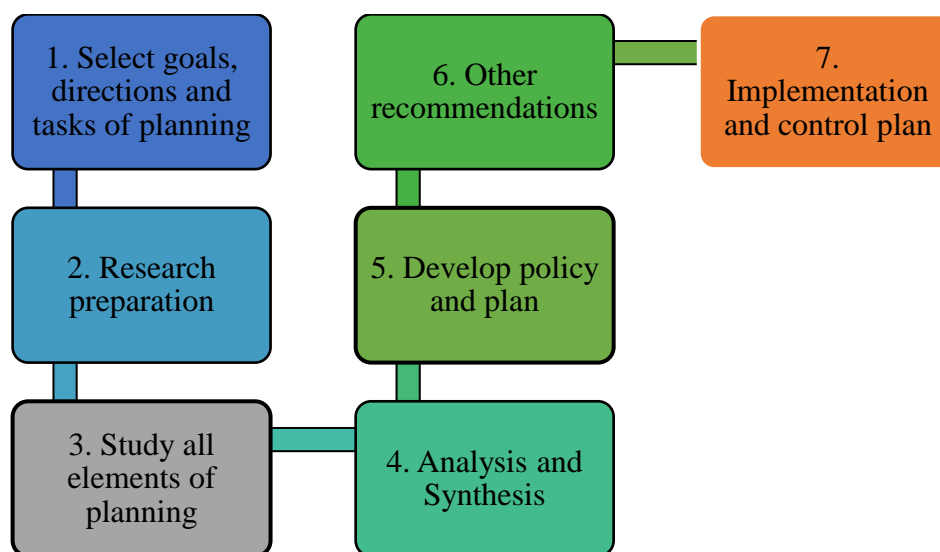 1. Select goals,
directions and
tasks of planning
2. Research
preparation
3. Study all
elements of
planning
4. Analysis and
Synthesis
5. Develop policy
and plan
6. Other
recommendations
7.
Implementation
and control plan